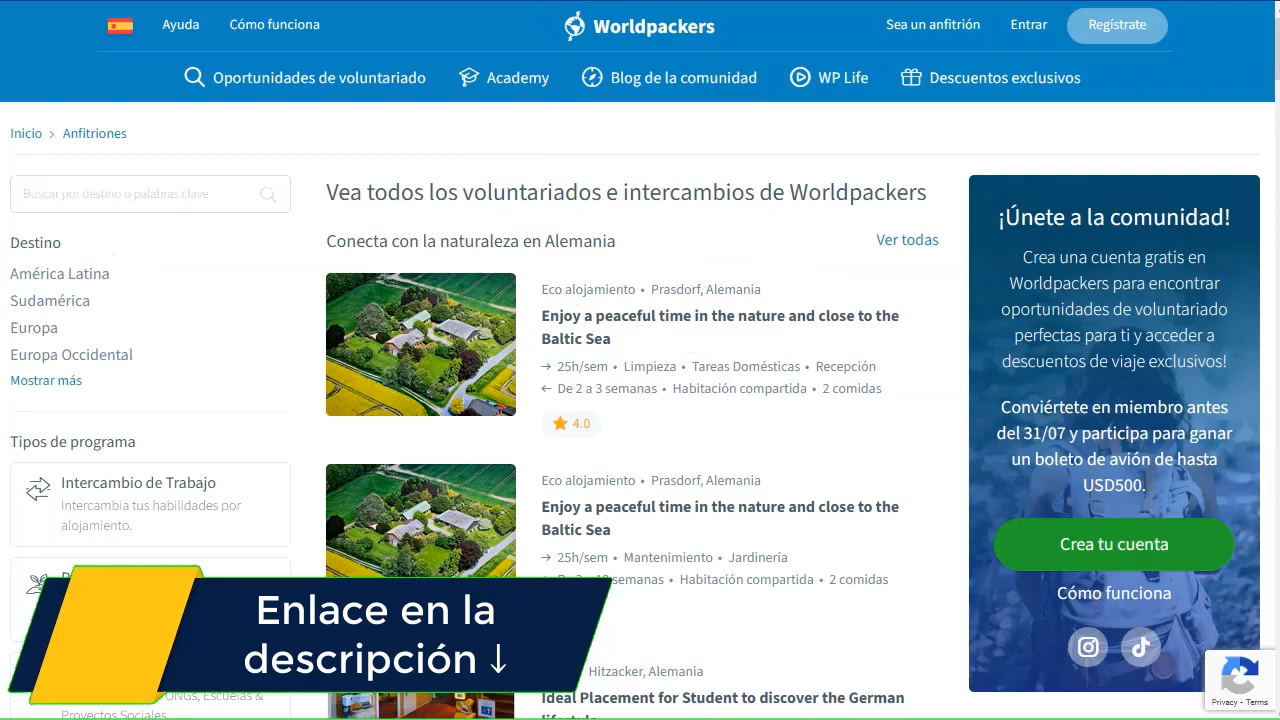 Ayuda
Cómo funciona
Worldpackers
Sea un anfitrión
Entrar
Regístrate
Oportunidades de voluntariado
Academy
Blog de la comunidad
WP Life
Descuentos exclusivos
Inicio > Anfitriones
Buscar por destino o palabras clave
Destino
América Latina
Sudamérica
Europa
Europa Occidental
Mostrar más
Tipos de programa
Intercambio de Trabajo
Intercambia tus habilidades por
alojamiento.
ONGs, Escuelas &
Proyectos Sociales
Vea todos los voluntariados e intercambios de Worldpackers
Conecta con la naturaleza en Alemania
Ver todas
Eco alojamiento • Prasdorf, Alemania
Enjoy a peaceful time in the nature and close to the
Baltic Sea
→ 25h/sem • Limpieza • Tareas Domésticas • Recepción
← De 2 a 3 semanas • Habitación compartida • 2 comidas
4.0
Eco alojamiento • Prasdorf, Alemania
Enjoy a peaceful time in the nature and close to the
Baltic Sea
→ 25h/sem • Mantenimiento • Jardinería
semanas • Habitación compartida • 2 comidas
Hitzacker, Alemania
Ideal Placement for Student to discover the German
¡Únete a la comunidad!
Crea una cuenta gratis en
Worldpackers para encontrar
oportunidades de voluntariado
perfectas para ti y acceder a
descuentos de viaje exclusivos!
Conviértete en miembro antes
del 31/07 y participa para ganar
un boleto de avión de hasta
USD500.
Crea tu cuenta
Cómo funciona
Privacy - Terms
Enlace en la
descripción ↓